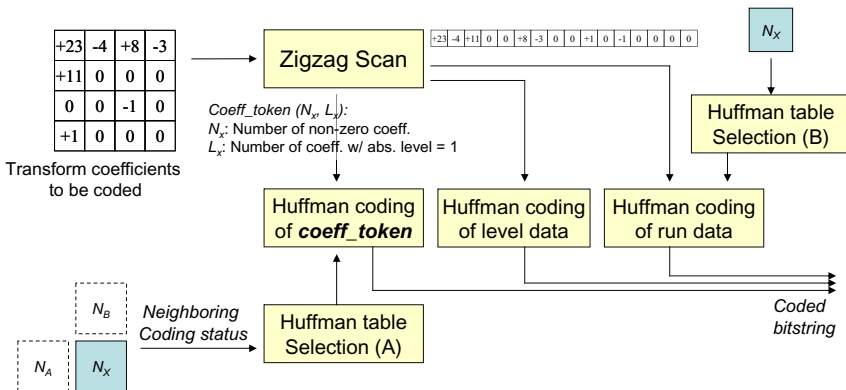 +23 -4 +8 -3
+11 0 0 0
0 0 -1 0
+1 0 0 0
Transform coefficients
to be coded
Zigzag Scan
+23 -4 +11 0 0 +8 -3 0 0 +1 0 -1 0 0 0 0
N_X
Coeff_token (N_x, L_x):
N_x: Number of non-zero coeff.
L_x: Number of coeff. w/ abs. level = 1
Huffman table
Selection (B)
Huffman coding
of coeff_token
Huffman coding
of level data
Huffman coding
of run data
N_B
N_A
N_X
Neighboring
Coding status
Huffman table
Selection (A)
Coded
bitstring